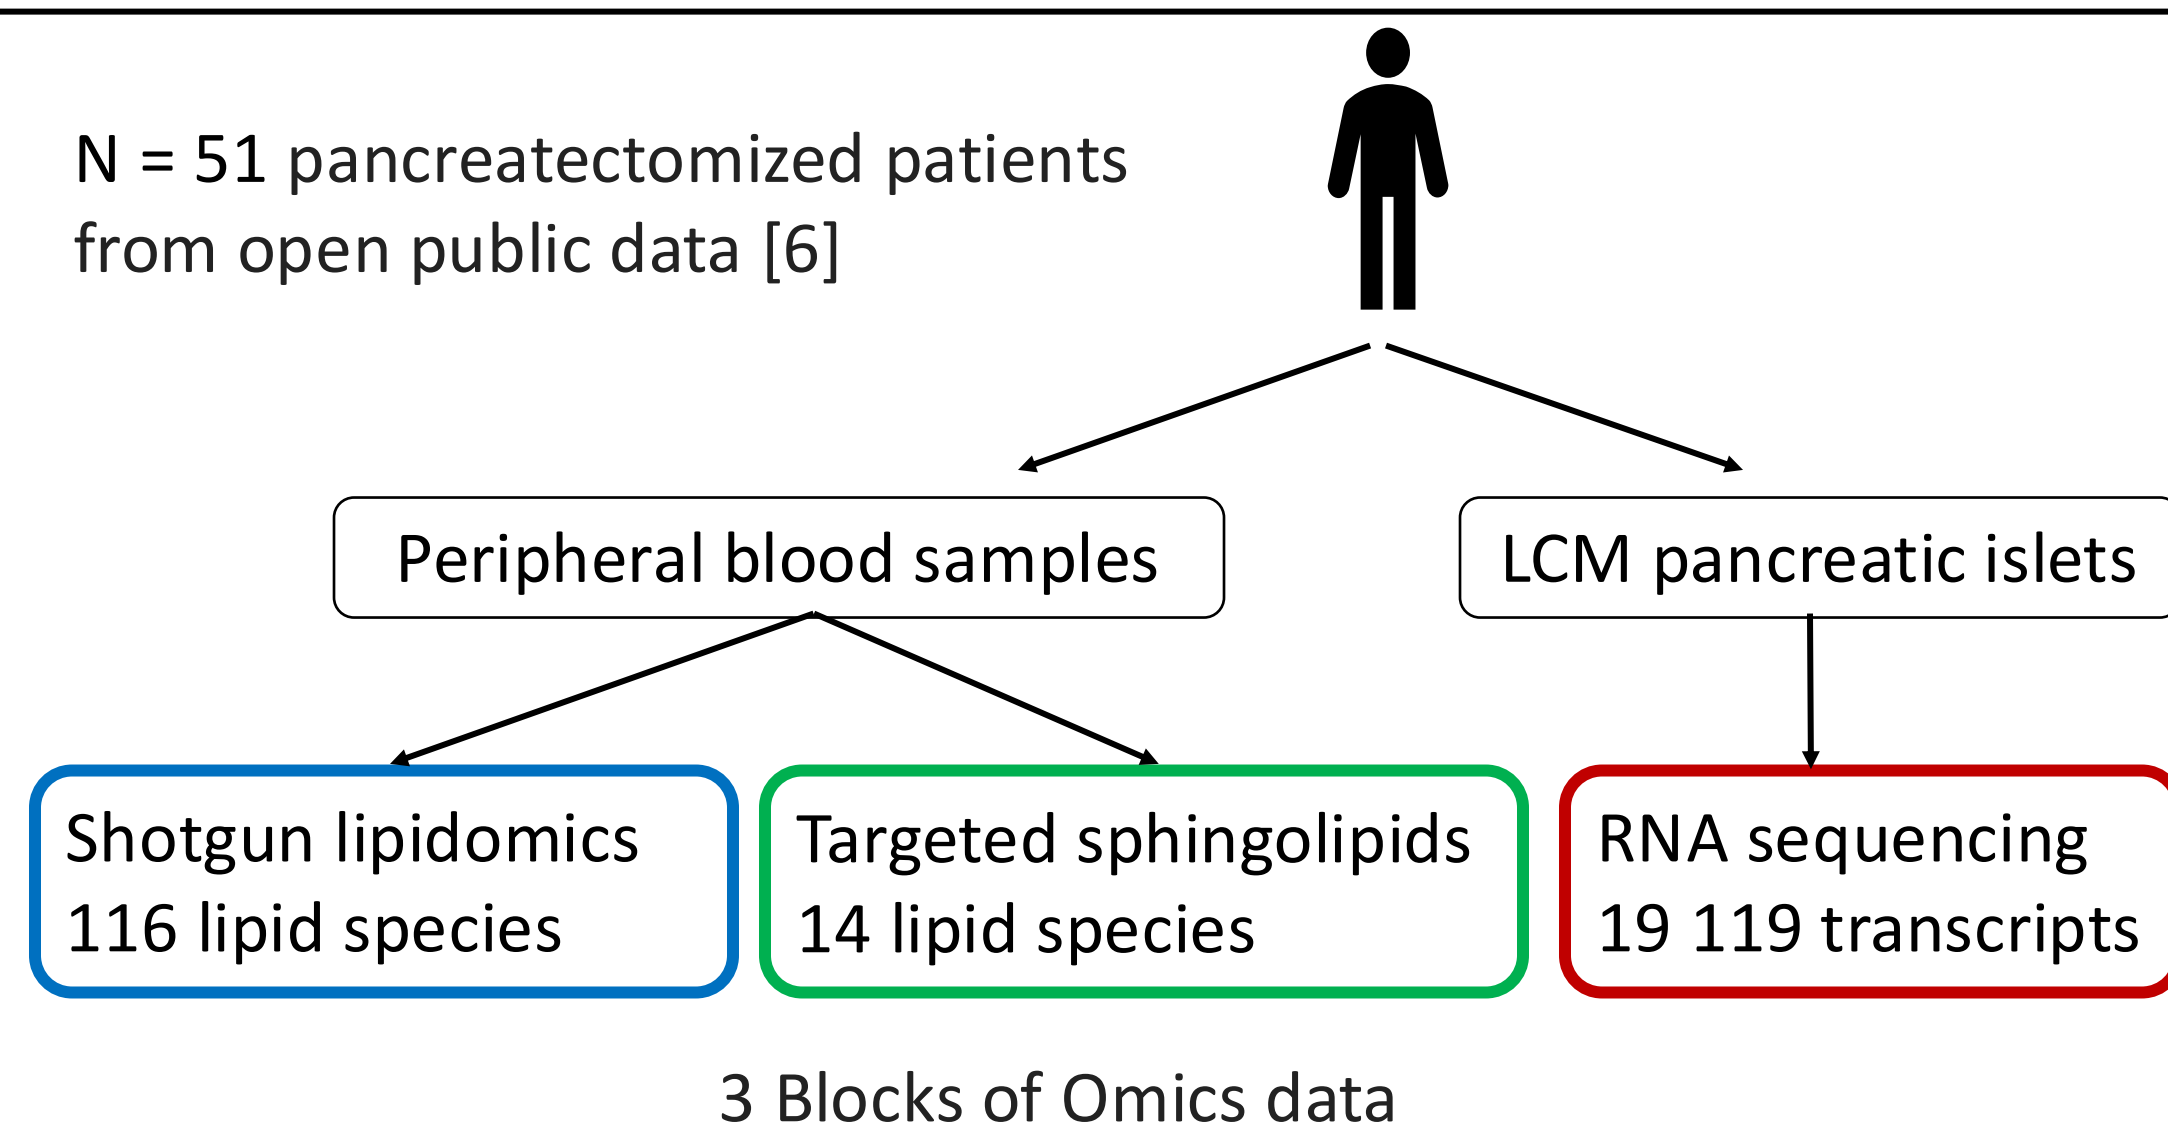 N = 51 pancreatectomized patients
from open public data [6]
Peripheral blood samples
LCM pancreatic islets
Shotgun lipidomics
116 lipid species
Targeted sphingolipids
14 lipid species
RNA sequencing
19 119 transcripts
3 Blocks of Omics data